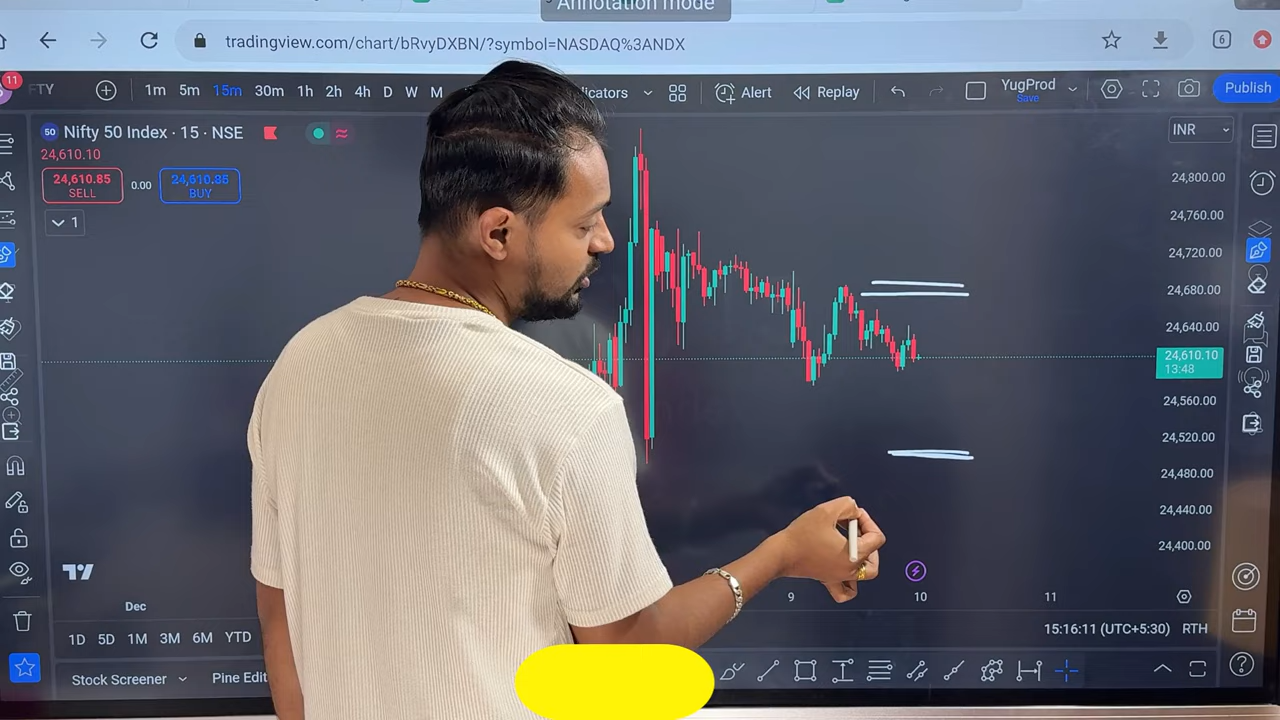 Annotation mode
tradingview.com/chart/bRvyDXBN/?symbol=NASDAQ%3ANDX
6
11
FTY 1m 5m 15m 30m 1h 2h 4h D W M dicators Alert Replay YugProd Save Publish
50 Nifty 50 Index · 15 · NSE
INR
24,610.10
24,610.85 SELL 0.00 24,610.85 BUY
1
24,800.00
24,760.00
24,720.00
24,680.00
24,640.00
24,610.10
13:48
24,560.00
24,520.00
24,480.00
24,440.00
24,400.00
Dec 9 10 11
1D 5D 1M 3M 6M YTD 15:16:11 (UTC+5:30) RTH
Stock Screener Pine Edit